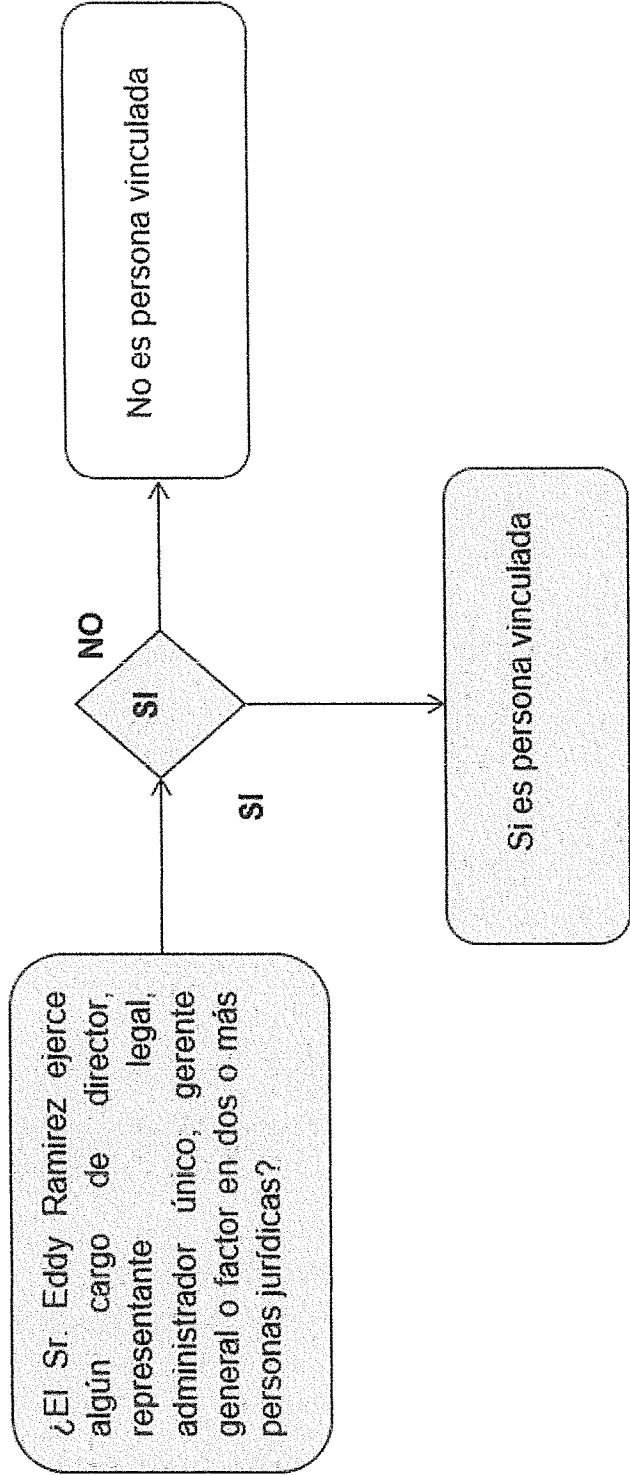 ¿El Sr. Eddy Ramirez ejerce
algún cargo de director,
representante legal,
administrador único, gerente
general o factor en dos o más
personas jurídicas?
SI
NO
SI
No es persona vinculada
Si es persona vinculada